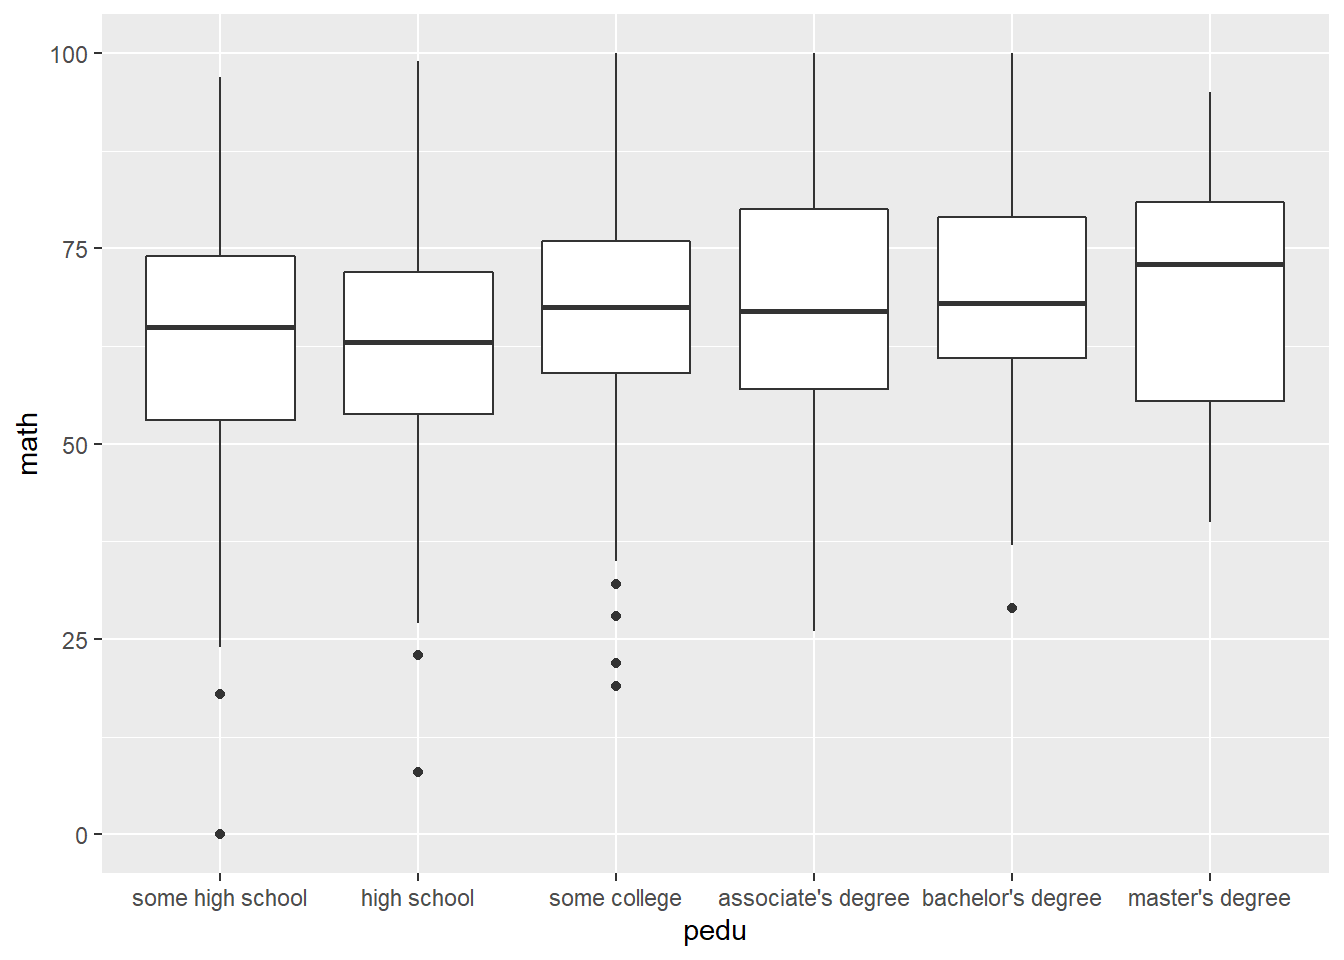 100
75
50
25
0
math
some high school
high school
some college
associate's degree
bachelor's degree
master's degree
pedu